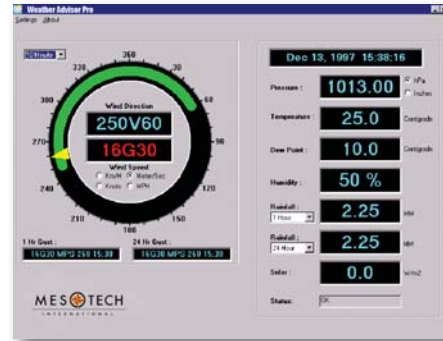 Weather Advisor Pro
Settings About
10 Minute
360
330
30
300
60
270
90
240
120
210
180
Wind Direction
250V60
16G30
Wind Speed
Km/H Meter/Sec
Knots MPH
1 Hr Gust :
24 Hr Gust :
16G30 MPS 260 15:38
16G30 MPS 260 15:38
MESOTECH
INTERNATIONAL
Dec 13, 1997 15:38:16
Pressure : 1013.00 hPa
Inches
Temperature : 25.0 Centigrade
Dew Point : 10.0 Centigrade
Humidity : 50 %
Rainfall : 2.25 MM
1 Hour
Rainfall : 2.25 MM
24 Hour
Solar : 0.0 W/m2
Status: OK